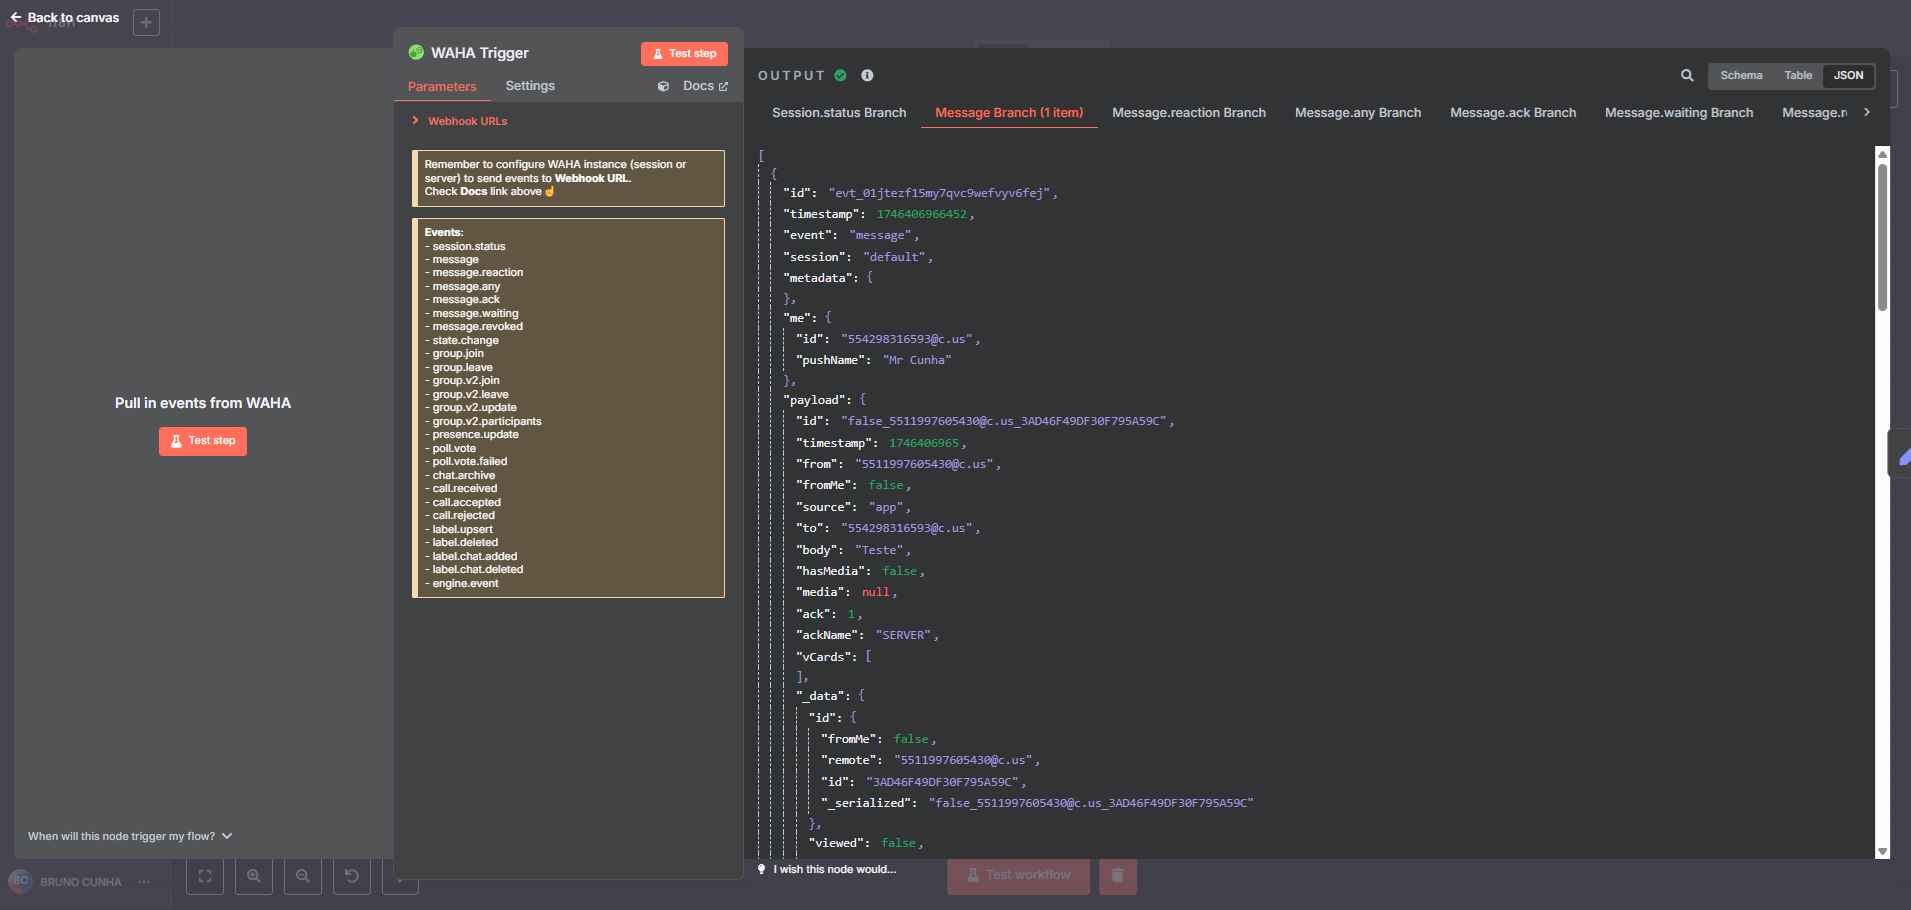 Back to canvas
n8n
WAHA Trigger
Test step
Parameters
Settings
Docs
Webhook URLs
Remember to configure WAHA instance (session or
server) to send events to Webhook URL.
Check Docs link above ☝️
Events:
- session.status
- message
- message.reaction
- message.any
- message.ack
- message.waiting
- message.revoked
- state.change
- group.join
- group.leave
- group.v2.join
- group.v2.leave
- group.v2.update
- group.v2.participants
- presence.update
- poll.vote
- poll.vote.failed
- chat.archive
- call.received
- call.accepted
- call.rejected
- label.upsert
- label.deleted
- label.chat.added
- label.chat.deleted
- engine.event
Pull in events from WAHA
Test step
When will this node trigger my flow?
BC BRUNO CUNHA ...
OUTPUT
Schema Table JSON
Session.status Branch Message Branch (1 item) Message.reaction Branch Message.any Branch Message.ack Branch Message.waiting Branch Message.r
[
{
"id": "evt_01jtezf15my7qvc9wefvyv6fej",
"timestamp": 1746406966452,
"event": "message",
"session": "default",
"metadata": {
},
"me": {
"id": "554298316593@c.us",
"pushName": "Mr Cunha"
},
"payload": {
"id": "false_5511997605430@c.us_3AD46F49DF30F795A59C",
"timestamp": 1746406965,
"from": "5511997605430@c.us",
"fromMe": false,
"source": "app",
"to": "554298316593@c.us",
"body": "Teste",
"hasMedia": false,
"media": null,
"ack": 1,
"ackName": "SERVER",
"vCards": [
],
"_data": {
"id": {
"fromMe": false,
"remote": "5511997605430@c.us",
"id": "3AD46F49DF30F795A59C",
"_serialized": "false_5511997605430@c.us_3AD46F49DF30F795A59C"
},
"viewed": false,
I wish this node would...
Test workflow